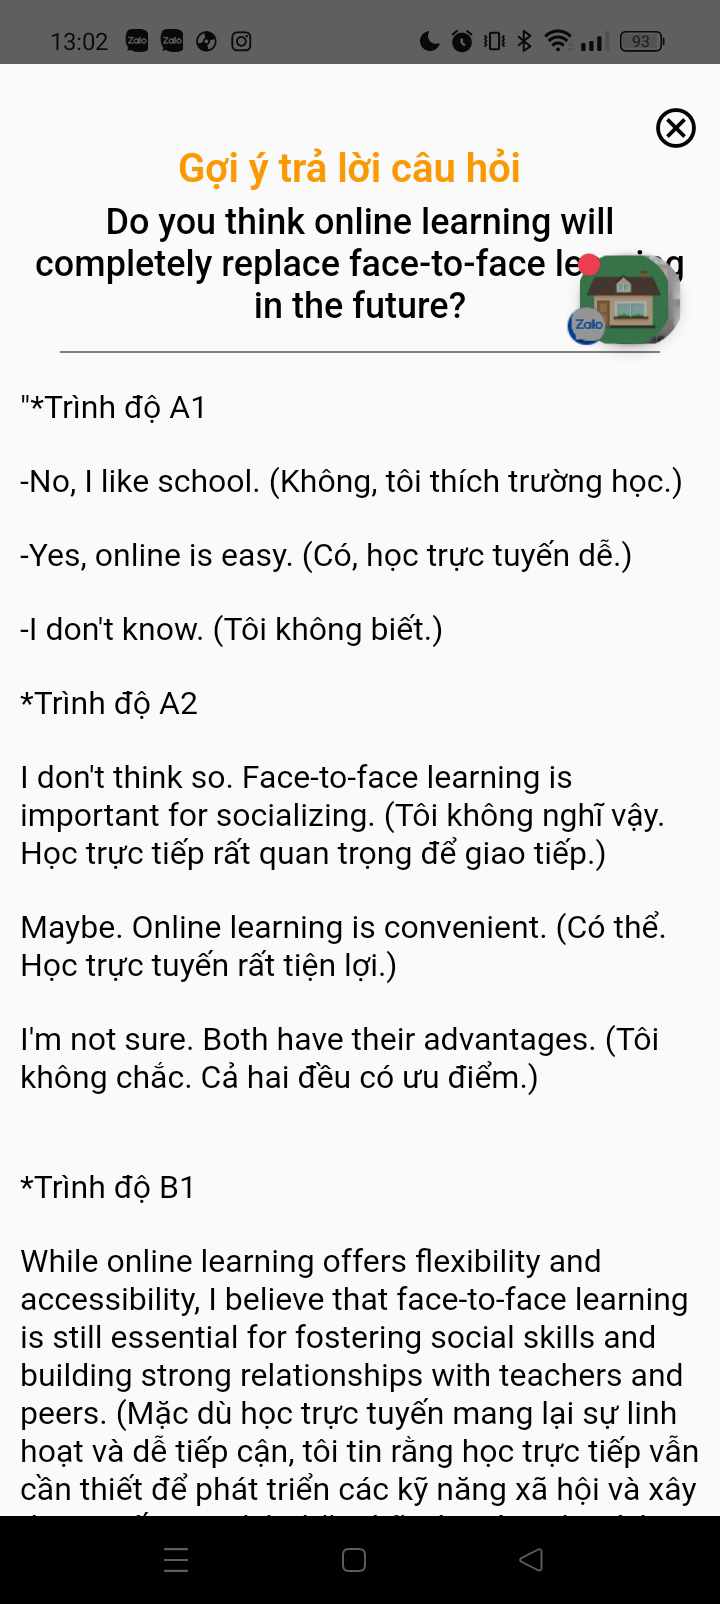 13:02 Zalo Zalo 93
Gợi ý trả lời câu hỏi
Do you think online learning will
completely replace face-to-face
in the future?
Zalo
"*Trình độ A1
-No, I like school. (Không, tôi thích trường học.)
-Yes, online is easy. (Có, học trực tuyến dễ.)
-I don't know. (Tôi không biết.)
*Trình độ A2
I don't think so. Face-to-face learning is
important for socializing. (Tôi không nghĩ vậy.
Học trực tiếp rất quan trọng để giao tiếp.)
Maybe. Online learning is convenient. (Có thể.
Học trực tuyến rất tiện lợi.)
I'm not sure. Both have their advantages. (Tôi
không chắc. Cả hai đều có ưu điểm.)
*Trình độ B1
While online learning offers flexibility and
accessibility, I believe that face-to-face learning
is still essential for fostering social skills and
building strong relationships with teachers and
peers. (Mặc dù học trực tuyến mang lại sự linh
hoạt và dễ tiếp cận, tôi tin rằng học trực tiếp vẫn
cần thiết để phát triển các kỹ năng xã hội và xây